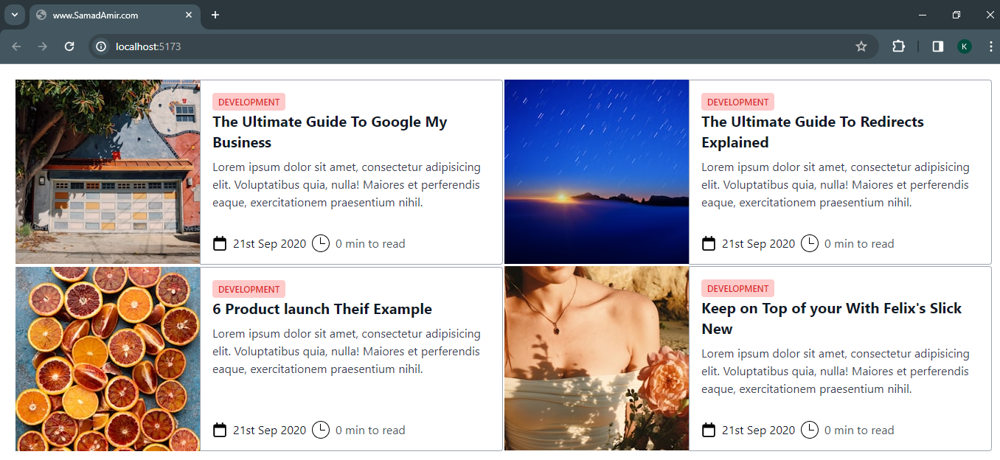 www.SamadAmir.com
localhost:5173
K
DEVELOPMENT
The Ultimate Guide To Google My
Business
Lorem ipsum dolor sit amet, consectetur adipisicing
elit. Voluptatibus quia, nulla! Maiores et perferendis
eaque, exercitationem praesentium nihil.
21st Sep 2020 0 min to read
DEVELOPMENT
The Ultimate Guide To Redirects
Explained
Lorem ipsum dolor sit amet, consectetur adipisicing
elit. Voluptatibus quia, nulla! Maiores et perferendis
eaque, exercitationem praesentium nihil.
21st Sep 2020 0 min to read
DEVELOPMENT
6 Product launch Theif Example
Lorem ipsum dolor sit amet, consectetur adipisicing
elit. Voluptatibus quia, nulla! Maiores et perferendis
eaque, exercitationem praesentium nihil.
21st Sep 2020 0 min to read
DEVELOPMENT
Keep on Top of your With Felix's Slick
New
Lorem ipsum dolor sit amet, consectetur adipisicing
elit. Voluptatibus quia, nulla! Maiores et perferendis
eaque, exercitationem praesentium nihil.
21st Sep 2020 0 min to read